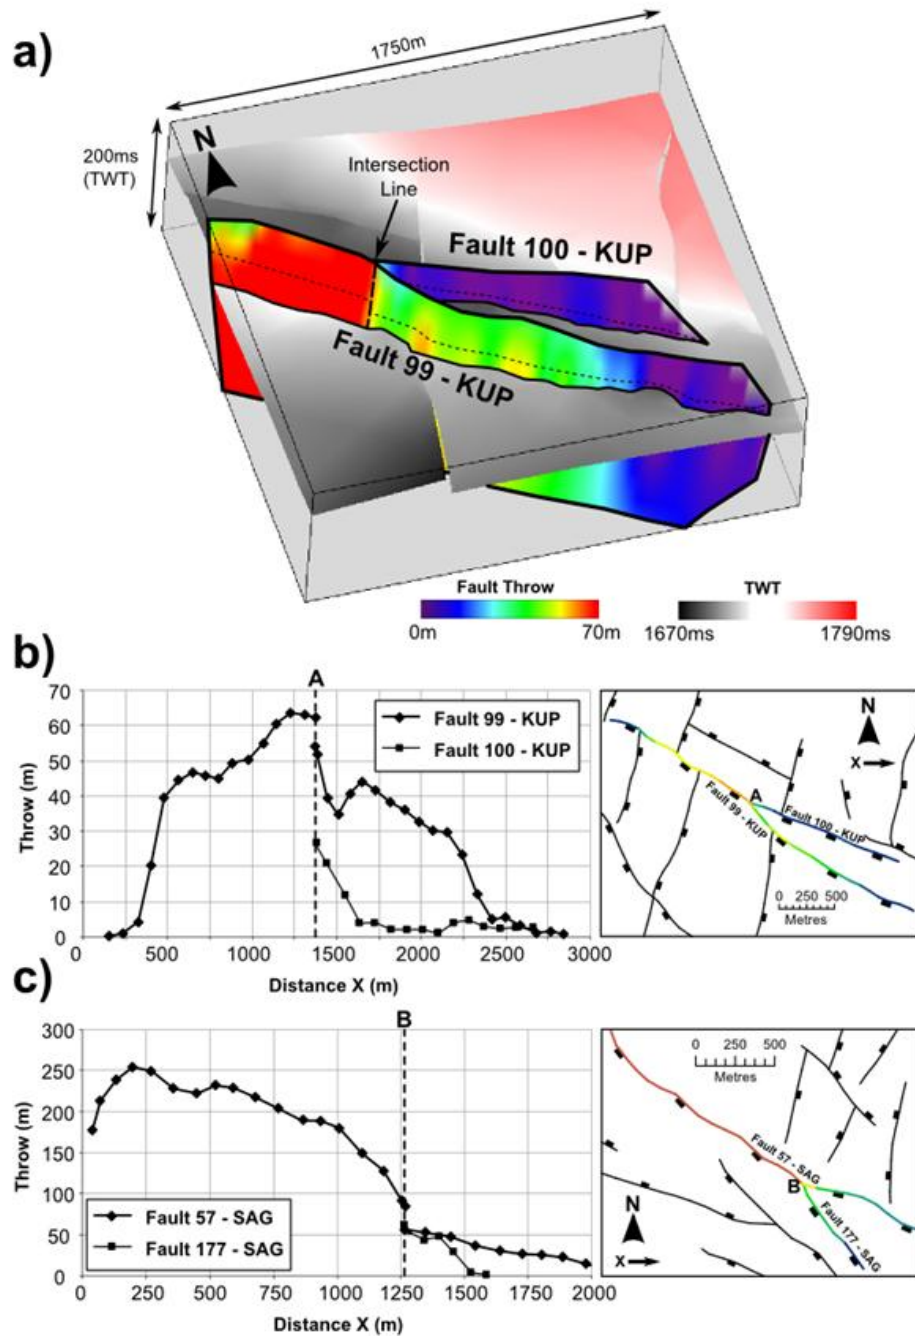 a)
1750m
200ms
(TWT)
N
Intersection
Line
Fault 100 - KUP
Fault 99 - KUP
Fault Throw
0m
70m
TWT
1670ms
1790ms
b)
A
70
60
50
40
30
20
10
0
Throw (m)
Fault 99 - KUP
Fault 100 - KUP
0
500
1000
1500
2000
2500
3000
Distance X (m)
N
X
A
Fault 100 - KUP
Fault 99 - KUP
0 250 500
Metres
c)
B
300
250
200
150
100
50
0
Throw (m)
Fault 57 - SAG
Fault 177 - SAG
0
250
500
750
1000
1250
1500
1750
2000
Distance X (m)
0 250 500
Metres
Fault 57 - SAG
B
Fault 177 - SAG
N
X